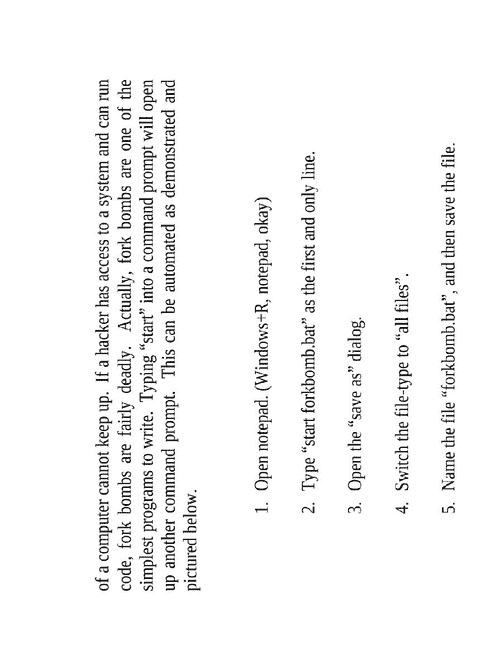 of a computer cannot keep up. If a hacker has access to a system and can run
code, fork bombs are fairly deadly. Actually, fork bombs are one of the
simplest programs to write. Typing “start” into a command prompt will open
up another command prompt. This can be automated as demonstrated and
pictured below.
1. Open notepad. (Windows+R, notepad, okay)
2. Type “start forkbomb.bat” as the first and only line.
3. Open the “save as” dialog.
4. Switch the file-type to “all files”.
5. Name the file “forkbomb.bat”, and then save the file.